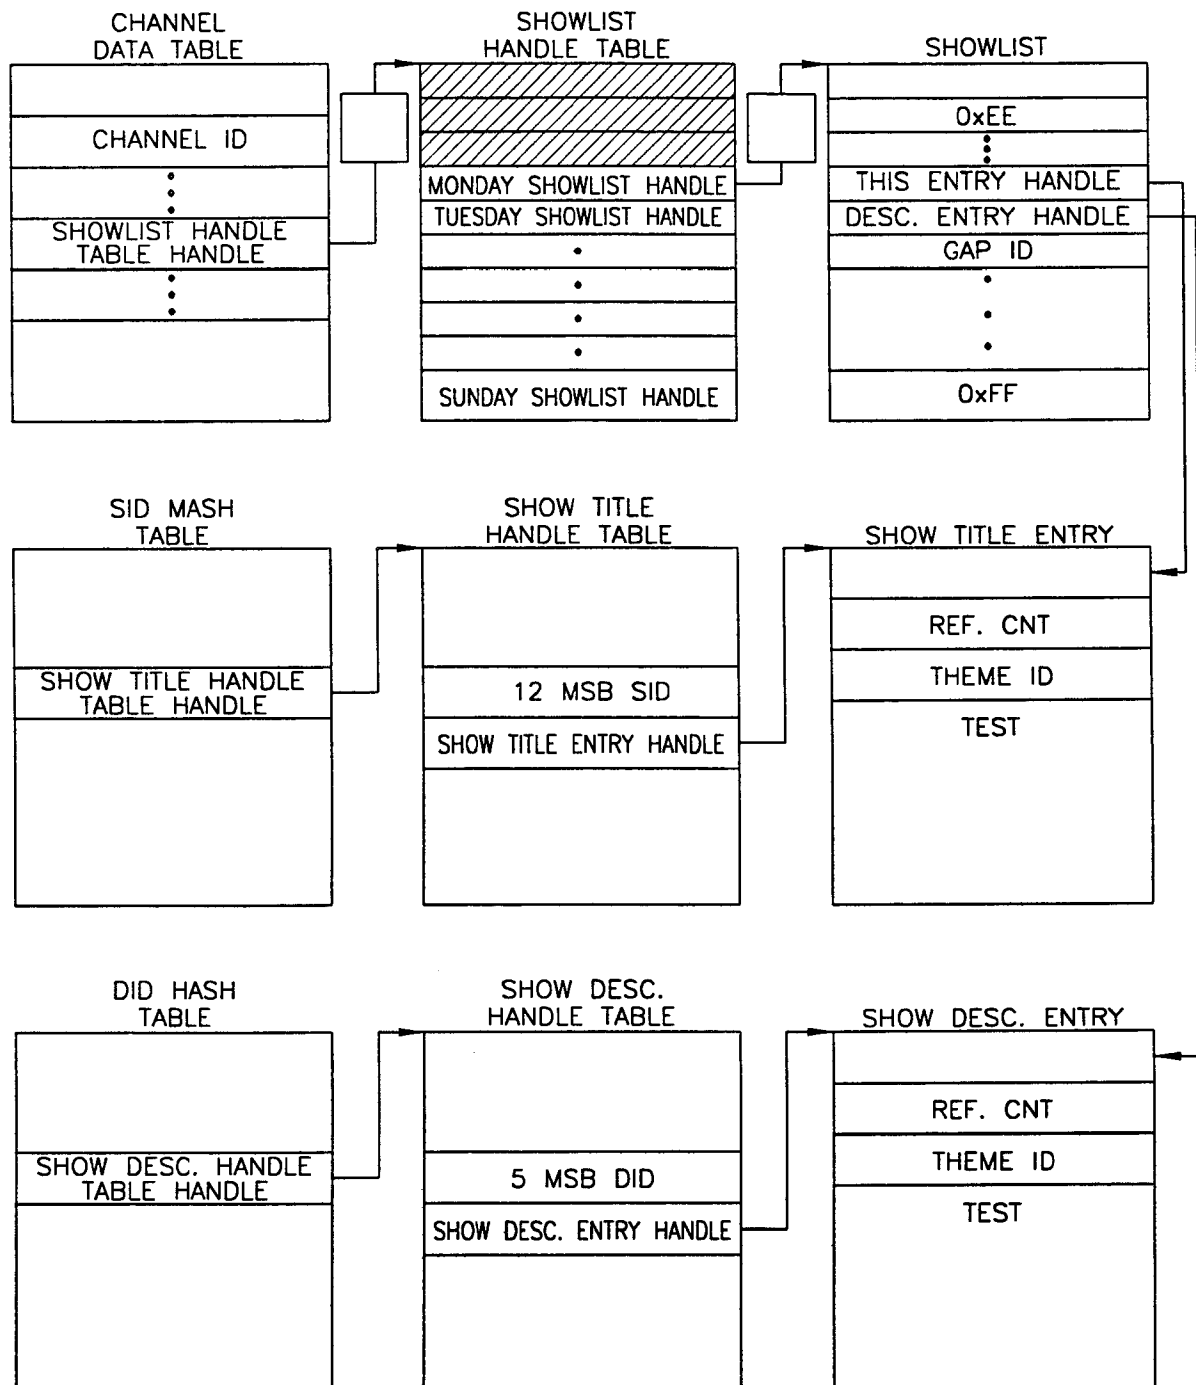 CHANNEL
DATA TABLE
CHANNEL ID
SHOWLIST HANDLE
TABLE HANDLE
SHOWLIST
HANDLE TABLE
MONDAY SHOWLIST HANDLE
TUESDAY SHOWLIST HANDLE
SUNDAY SHOWLIST HANDLE
SHOWLIST
0xEE
THIS ENTRY HANDLE
DESC. ENTRY HANDLE
GAP ID
0xFF
SID MASH
TABLE
SHOW TITLE HANDLE
TABLE HANDLE
SHOW TITLE
HANDLE TABLE
12 MSB SID
SHOW TITLE ENTRY HANDLE
SHOW TITLE ENTRY
REF. CNT
THEME ID
TEST
DID HASH
TABLE
SHOW DESC. HANDLE
TABLE HANDLE
SHOW DESC.
HANDLE TABLE
5 MSB DID
SHOW DESC. ENTRY HANDLE
SHOW DESC. ENTRY
REF. CNT
THEME ID
TEST